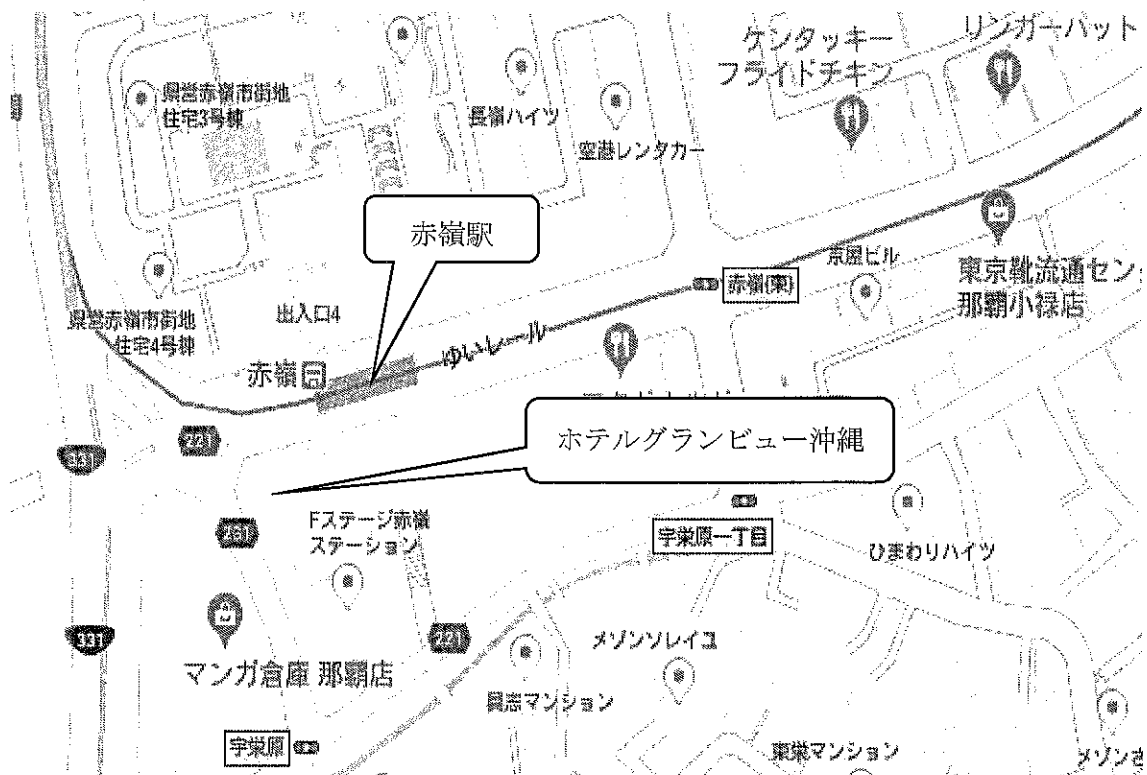 ケンタッキー
フライドチキン
リンガーハット
県営赤嶺市街地
住宅3号棟
長嶺ハイツ
空港レンタカー
赤嶺駅
赤嶺(東)
京屋ビル
東京靴流通セン
那覇小禄店
県営赤嶺市街地
住宅4号棟
出入口4
赤嶺
ゆいレール
ホテルグランビュー沖縄
331
221
231
Fステージ赤嶺
ステーション
宇栄原一丁目
ひまわりハイツ
331
マンガ倉庫 那覇店
221
メゾンソレイユ
具志マンション
宇栄原
東栄マンション